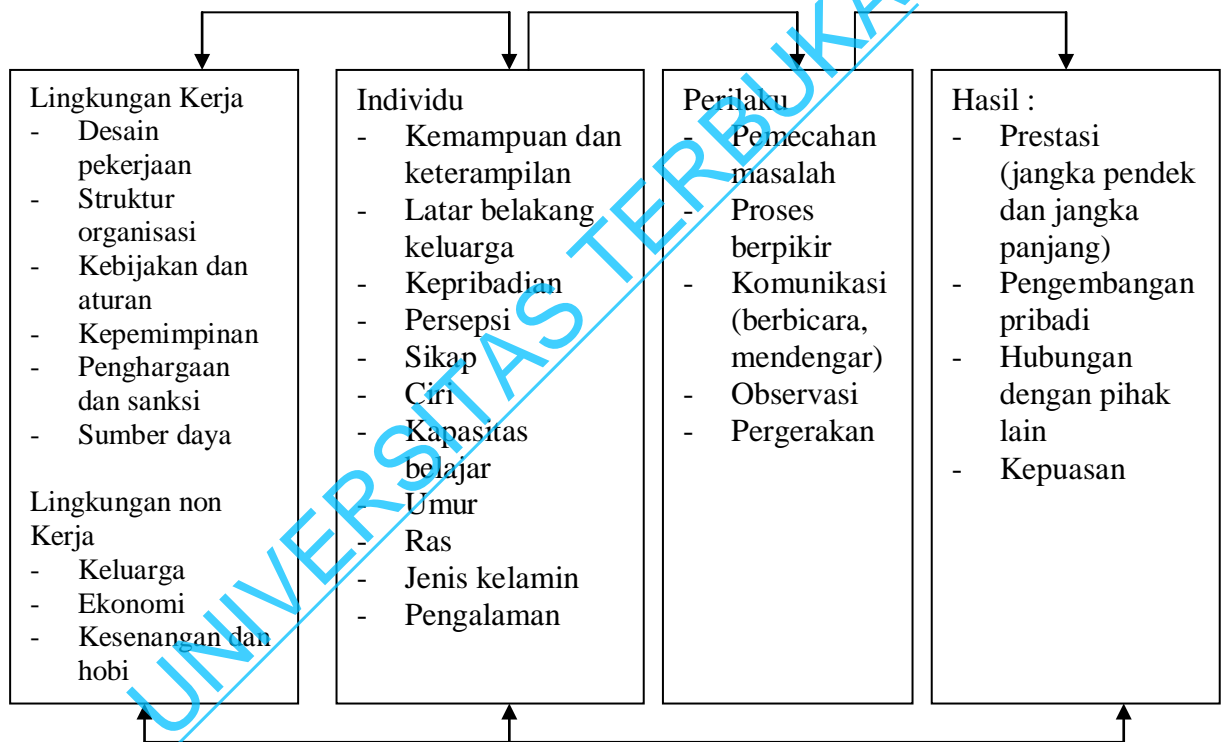 Lingkungan Kerja
- Desain
pekerjaan
- Struktur
organisasi
- Kebijakan dan
aturan
- Kepemimpinan
- Penghargaan
dan sanksi
- Sumber daya
Lingkungan non
Kerja
- Keluarga
- Ekonomi
- Kesenangan dan
hobi
Individu
- Kemampuan dan
keterampilan
- Latar belakang
keluarga
- Kepribadian
- Persepsi
- Sikap
- Ciri
- Kapasitas
belajar
- Umur
- Ras
- Jenis kelamin
- Pengalaman
Perilaku
- Pemecahan
masalah
- Proses
berpikir
- Komunikasi
(berbicara,
mendengar)
- Observasi
- Pergerakan
Hasil :
- Prestasi
(jangka pendek
dan jangka
panjang)
- Pengembangan
pribadi
- Hubungan
dengan pihak
lain
- Kepuasan
UNIVERSITAS TERBUKA